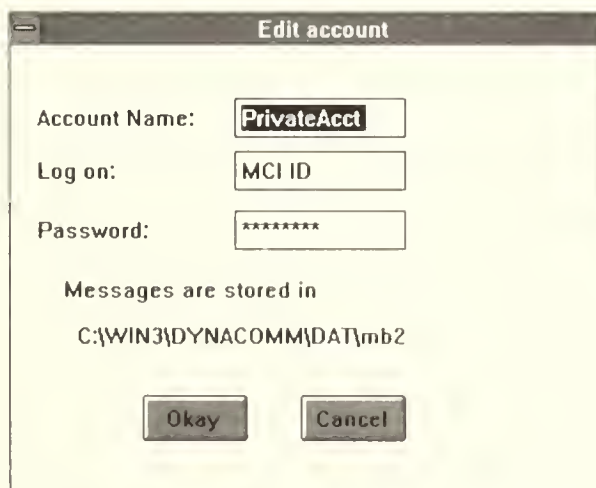 Edit account
Account Name: PrivateAcct
Log on: MCI ID
Password: ********
Messages are stored in
C:\WIN3\DYNACOMM\DAT\mb2
Okay Cancel